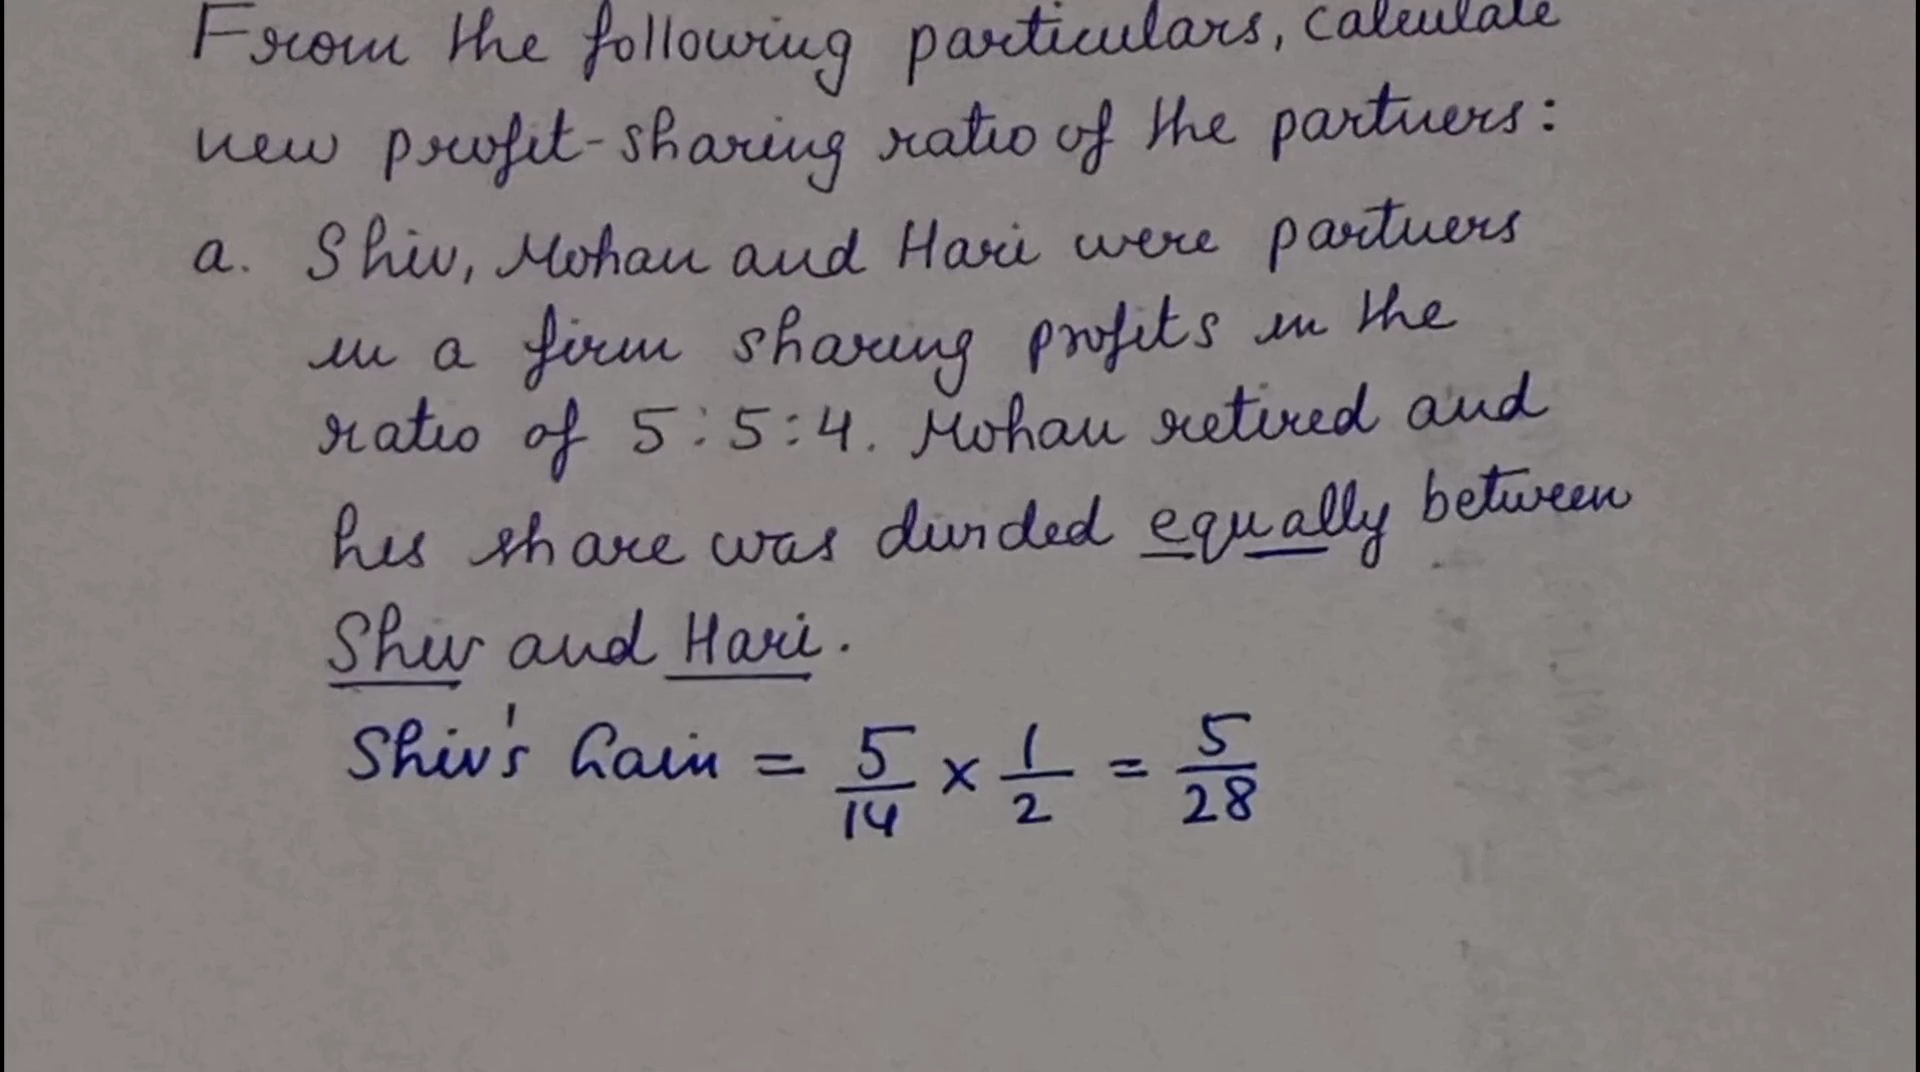 From the following particulars, calculate
new profit-sharing ratio of the partners:
a. Shiv, Mohan and Hari were partners
in a firm sharing profits in the
ratio of 5:5:4. Mohan retired and
his share was divided equally between
Shiv and Hari.
Shiv's Gain = 5/14 × 1/2 = 5/28